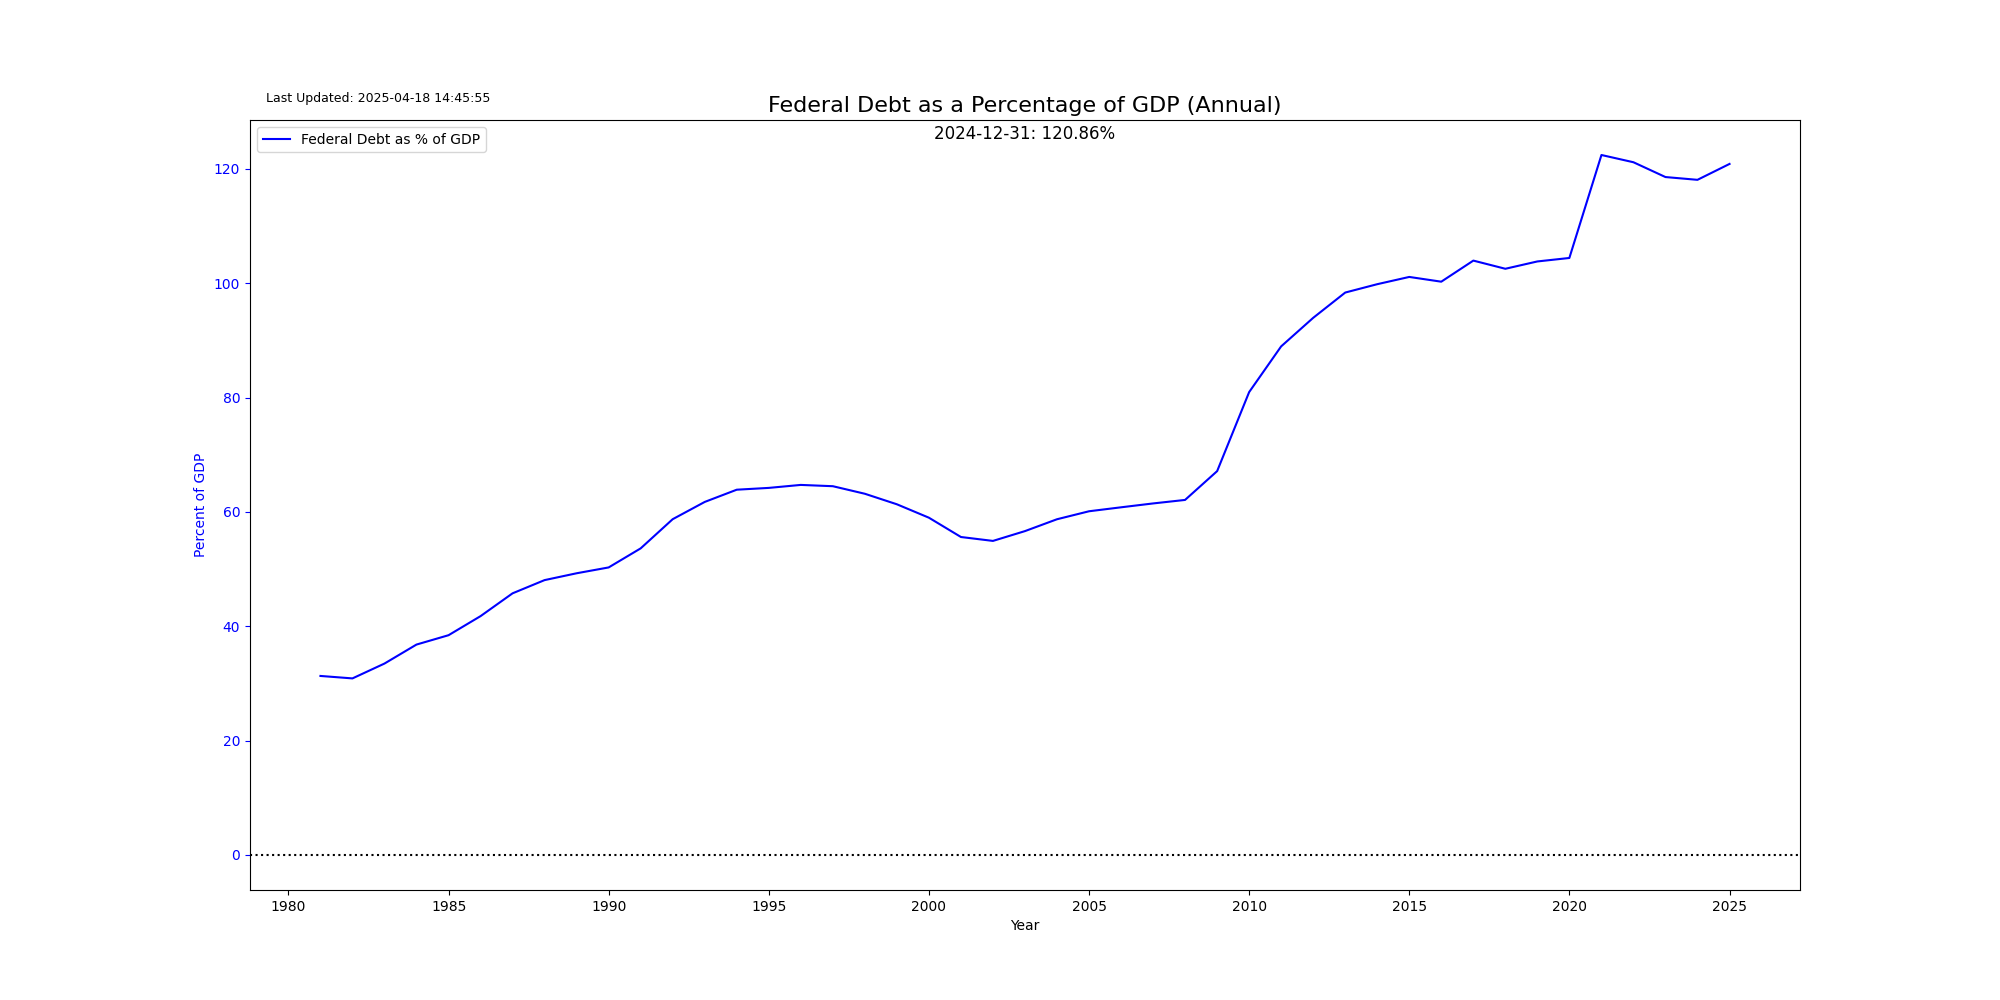 Last Updated: 2025-04-18 14:45:55
Federal Debt as a Percentage of GDP (Annual)
2024-12-31: 120.86%
Federal Debt as % of GDP
Percent of GDP
120
100
80
60
40
20
0
1980 1985 1990 1995 2000 2005 2010 2015 2020 2025
Year